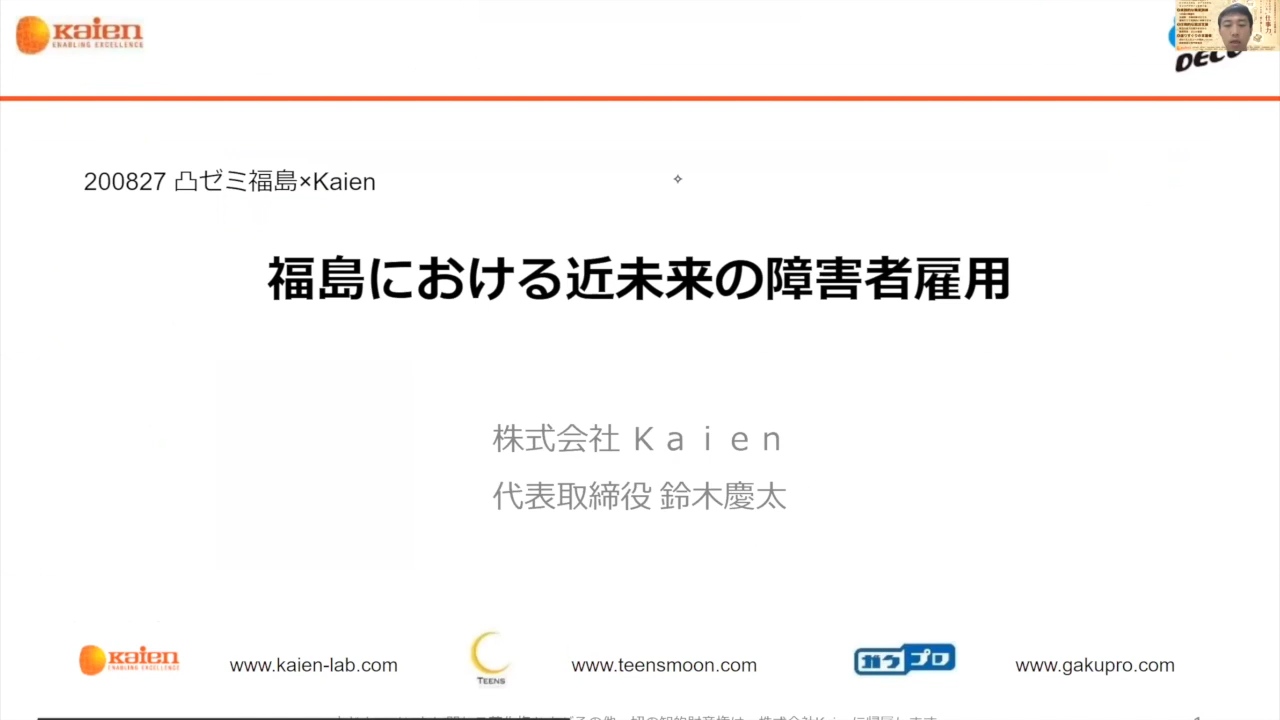 Kaien
ENABLING EXCELLENCE
200827 凸ゼミ福島×Kaien
福島における近未来の障害者雇用
株式会社 Ｋａｉｅｎ
代表取締役 鈴木慶太
Kaien
ENABLING EXCELLENCE
www.kaien-lab.com
TEENS
www.teensmoon.com
ガクプロ
www.gakupro.com